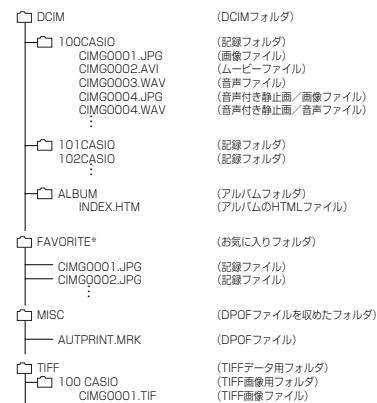 DCIM （DCIMフォルダ）
100CASIO （記録フォルダ）
CIMG0001.JPG （画像ファイル）
CIMG0002.AVI （ムービーファイル）
CIMG0003.WAV （音声ファイル）
CIMG0004.JPG （音声付き静止画／画像ファイル）
CIMG0004.WAV （音声付き静止画／音声ファイル）
⋮
101CASIO （記録フォルダ）
102CASIO （記録フォルダ）
⋮
ALBUM （アルバムフォルダ）
INDEX.HTM （アルバムのHTMLファイル）
FAVORITE* （お気に入りフォルダ）
CIMG0001.JPG （記録ファイル）
CIMG0002.JPG （記録ファイル）
⋮
MISC （DPOFファイルを収めたフォルダ）
AUTPRINT.MRK （DPOFファイル）
TIFF （TIFFデータ用フォルダ）
100 CASIO （TIFF画像用フォルダ）
CIMG0001.TIF （TIFF画像ファイル）